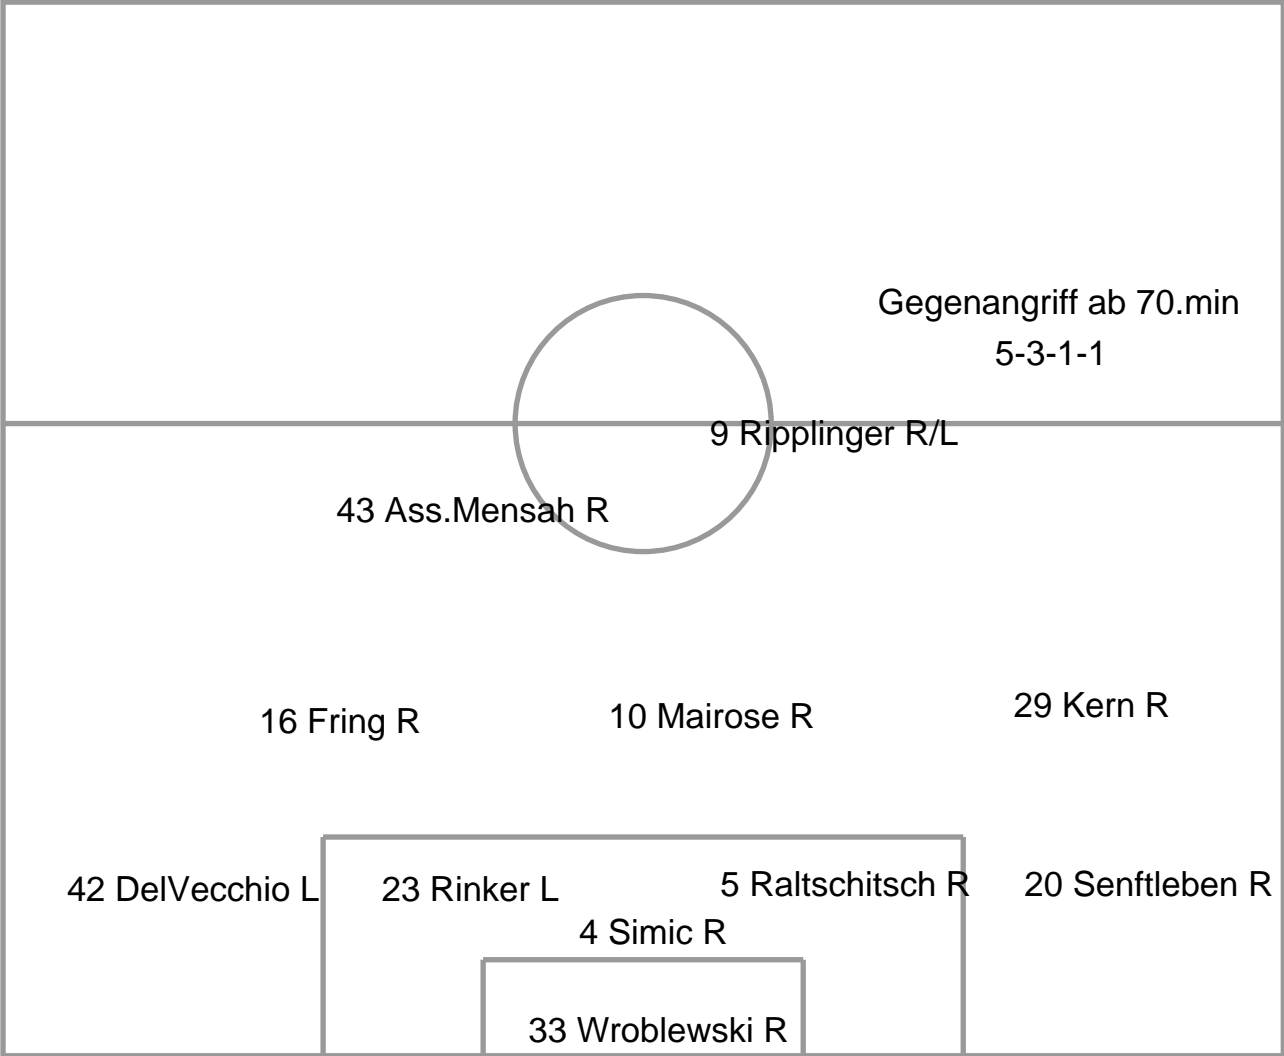 Gegenangriff ab 70.min
5-3-1-1
9 Ripplinger R/L
43 Ass.Mensah R
16 Fring R
10 Mairose R
29 Kern R
42 DelVecchio L
23 Rinker L
5 Raltschitsch R
20 Senftleben R
4 Simic R
33 Wroblewski R